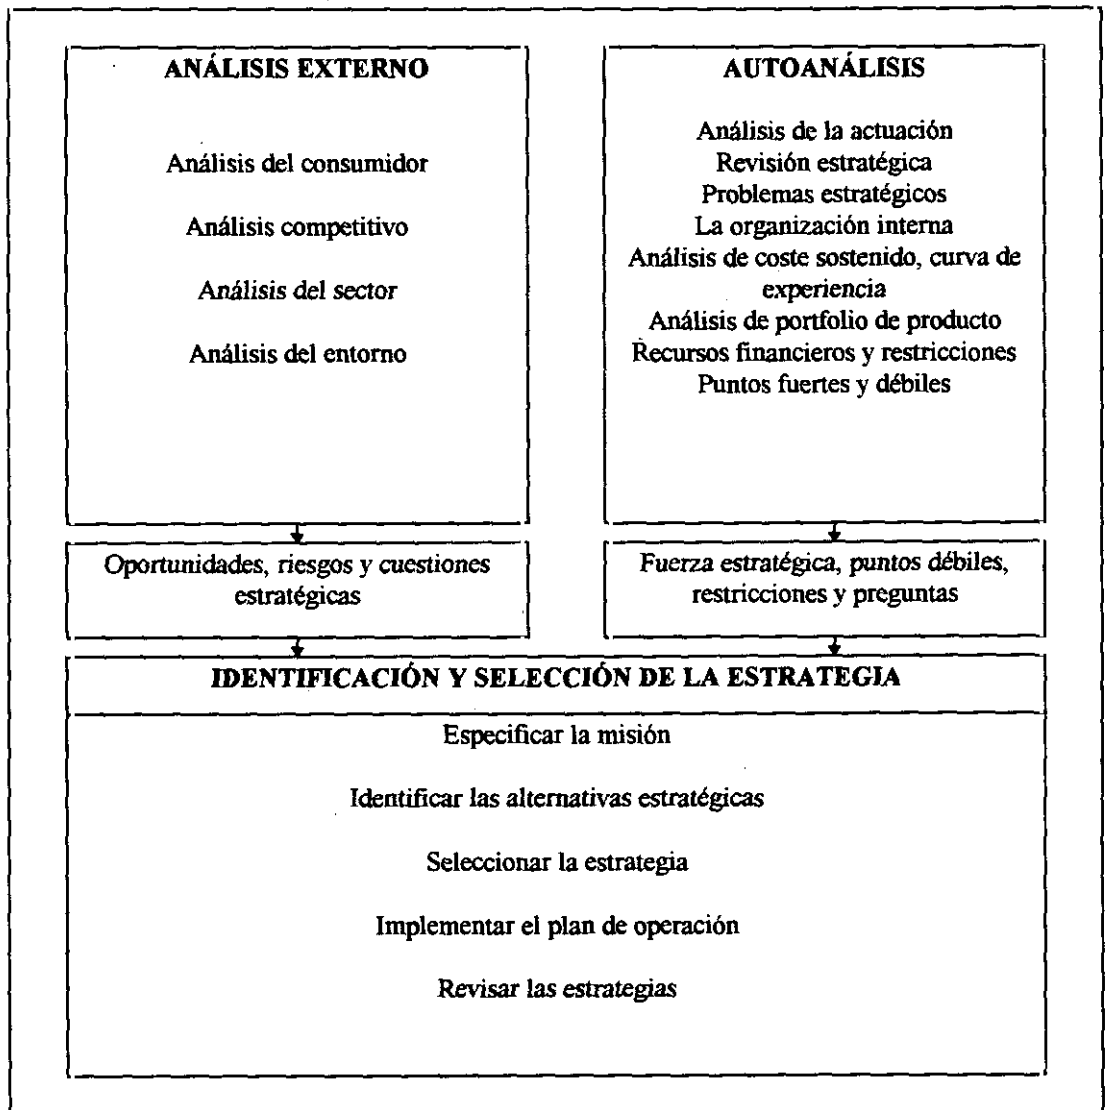 ANÁLISIS EXTERNO
Análisis del consumidor
Análisis competitivo
Análisis del sector
Análisis del entorno
AUTOANÁLISIS
Análisis de la actuación
Revisión estratégica
Problemas estratégicos
La organización interna
Análisis de coste sostenido, curva de
experiencia
Análisis de portfolio de producto
Recursos financieros y restricciones
Puntos fuertes y débiles
Oportunidades, riesgos y cuestiones
estratégicas
Fuerza estratégica, puntos débiles,
restricciones y preguntas
IDENTIFICACIÓN Y SELECCIÓN DE LA ESTRATEGIA
Especificar la misión
Identificar las alternativas estratégicas
Seleccionar la estrategia
Implementar el plan de operación
Revisar las estrategias